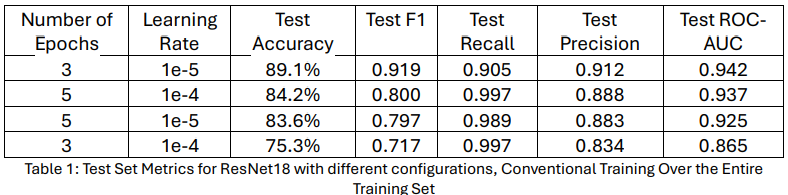 Number of Epochs Learning Rate Test Accuracy Test F1 Test Recall Test Precision Test ROC-AUC
3 1e-5 89.1% 0.919 0.905 0.912 0.942
5 1e-4 84.2% 0.800 0.997 0.888 0.937
5 1e-5 83.6% 0.797 0.989 0.883 0.925
3 1e-4 75.3% 0.717 0.997 0.834 0.865
Table 1: Test Set Metrics for ResNet18 with different configurations, Conventional Training Over the Entire
Training Set